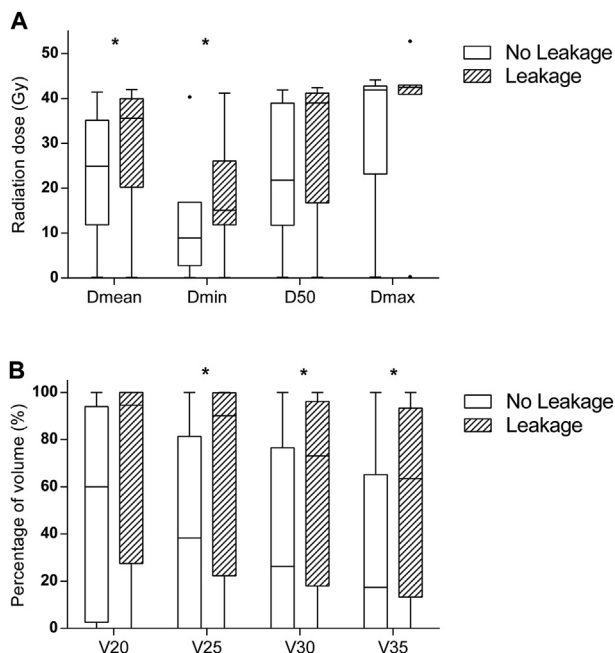 A
*
*
50
40
30
20
10
0
Radiation dose (Gy)
Dmean
Dmin
D50
Dmax
No Leakage
Leakage
B
*
*
*
100
80
60
40
20
0
Percentage of volume (%)
V20
V25
V30
V35
No Leakage
Leakage